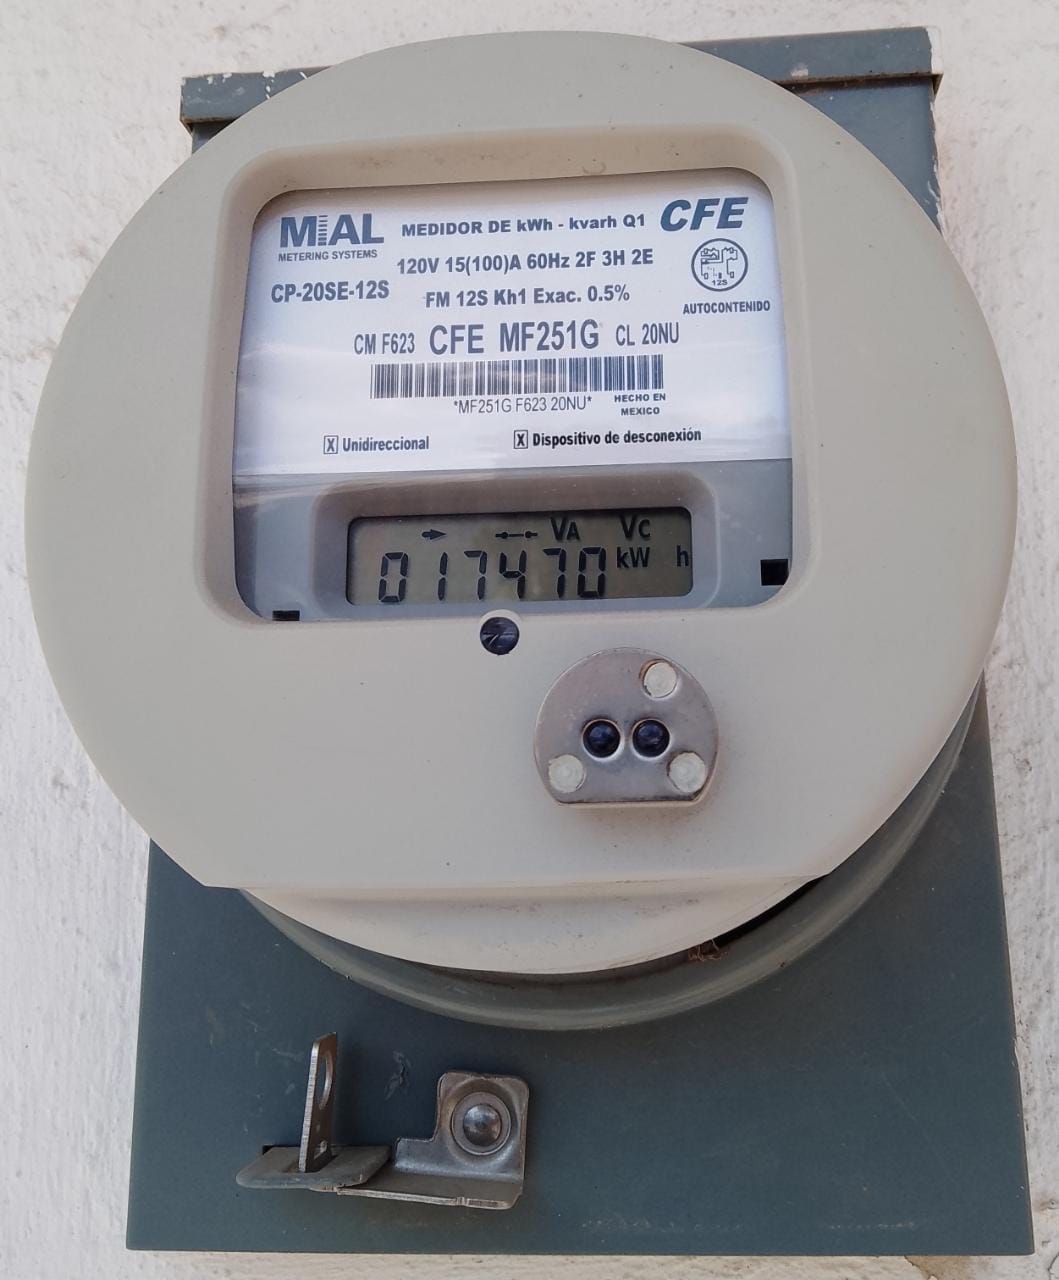 MIAL
METERING SYSTEMS
MEDIDOR DE kWh - kvarh Q1
CFE
120V 15(100)A 60Hz 2F 3H 2E
CP-20SE-12S
FM 12S Kh1 Exac. 0.5%
12S
AUTOCONTENIDO
CM F623 CFE MF251G CL 20NU
*MF251G F623 20NU*
HECHO EN
MEXICO
X Unidireccional
X Dispositivo de desconexión
VA VC
017470 kW h